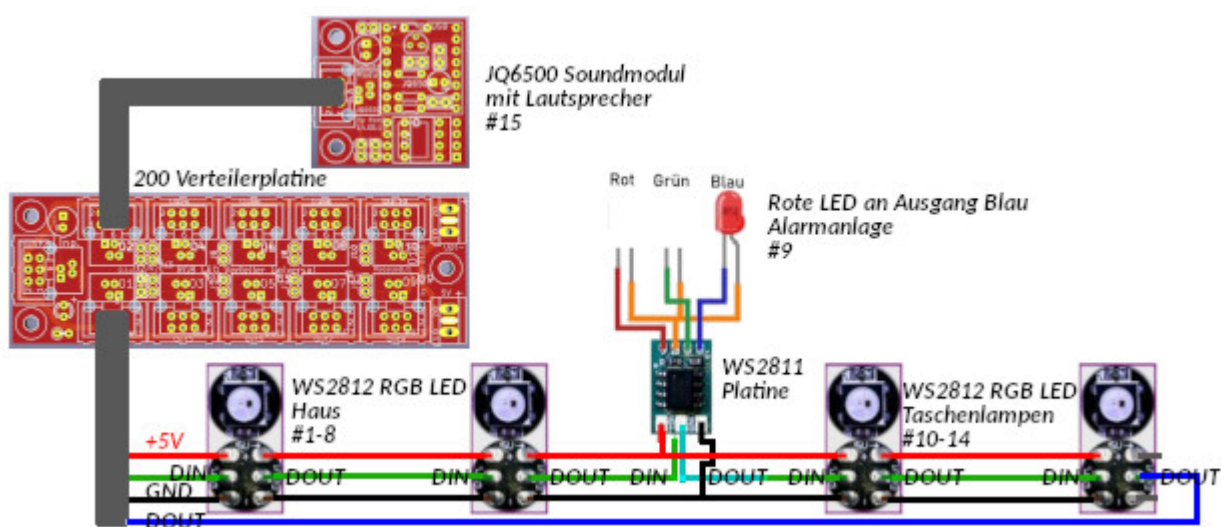 JQ6500 Soundmodul
mit Lautsprecher
#15
200 Verteilerplatine
Rot Grün Blau
Rote LED an Ausgang Blau
Alarmanlage
#9
WS2812 RGB LED
Haus
#1-8
WS2811
Platine
WS2812 RGB LED
Taschenlampen
#10-14
+5V
DIN DOUT DIN DOUT DIN DOUT DIN DOUT DIN DOUT
GND
DOUT